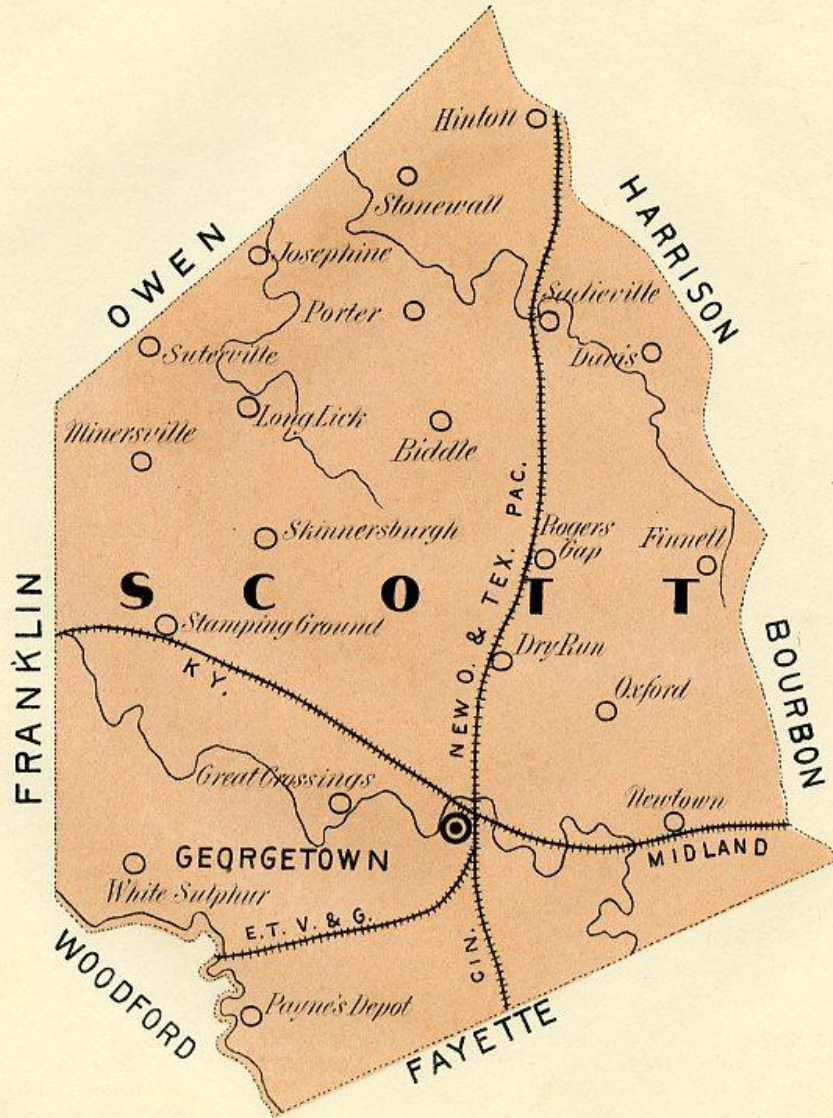 Hinton
Stonewall
HARRISON
OWEN
Josephine
Porter
Sadieville
Suterville
Davis
Long Lick
Biddle
Minersville
NEW O. & TEX. PAC.
Skinnersburgh
Rogers
Gap
Finnell
SCOTT
FRANKLIN
Stamping Ground
KY.
Dry Run
Oxford
BOURBON
Great Crossings
Newtown
GEORGETOWN
MIDLAND
White Sulphur
E.T.V.&G.
CIN.
WOODFORD
Payne's Depot
FAYETTE